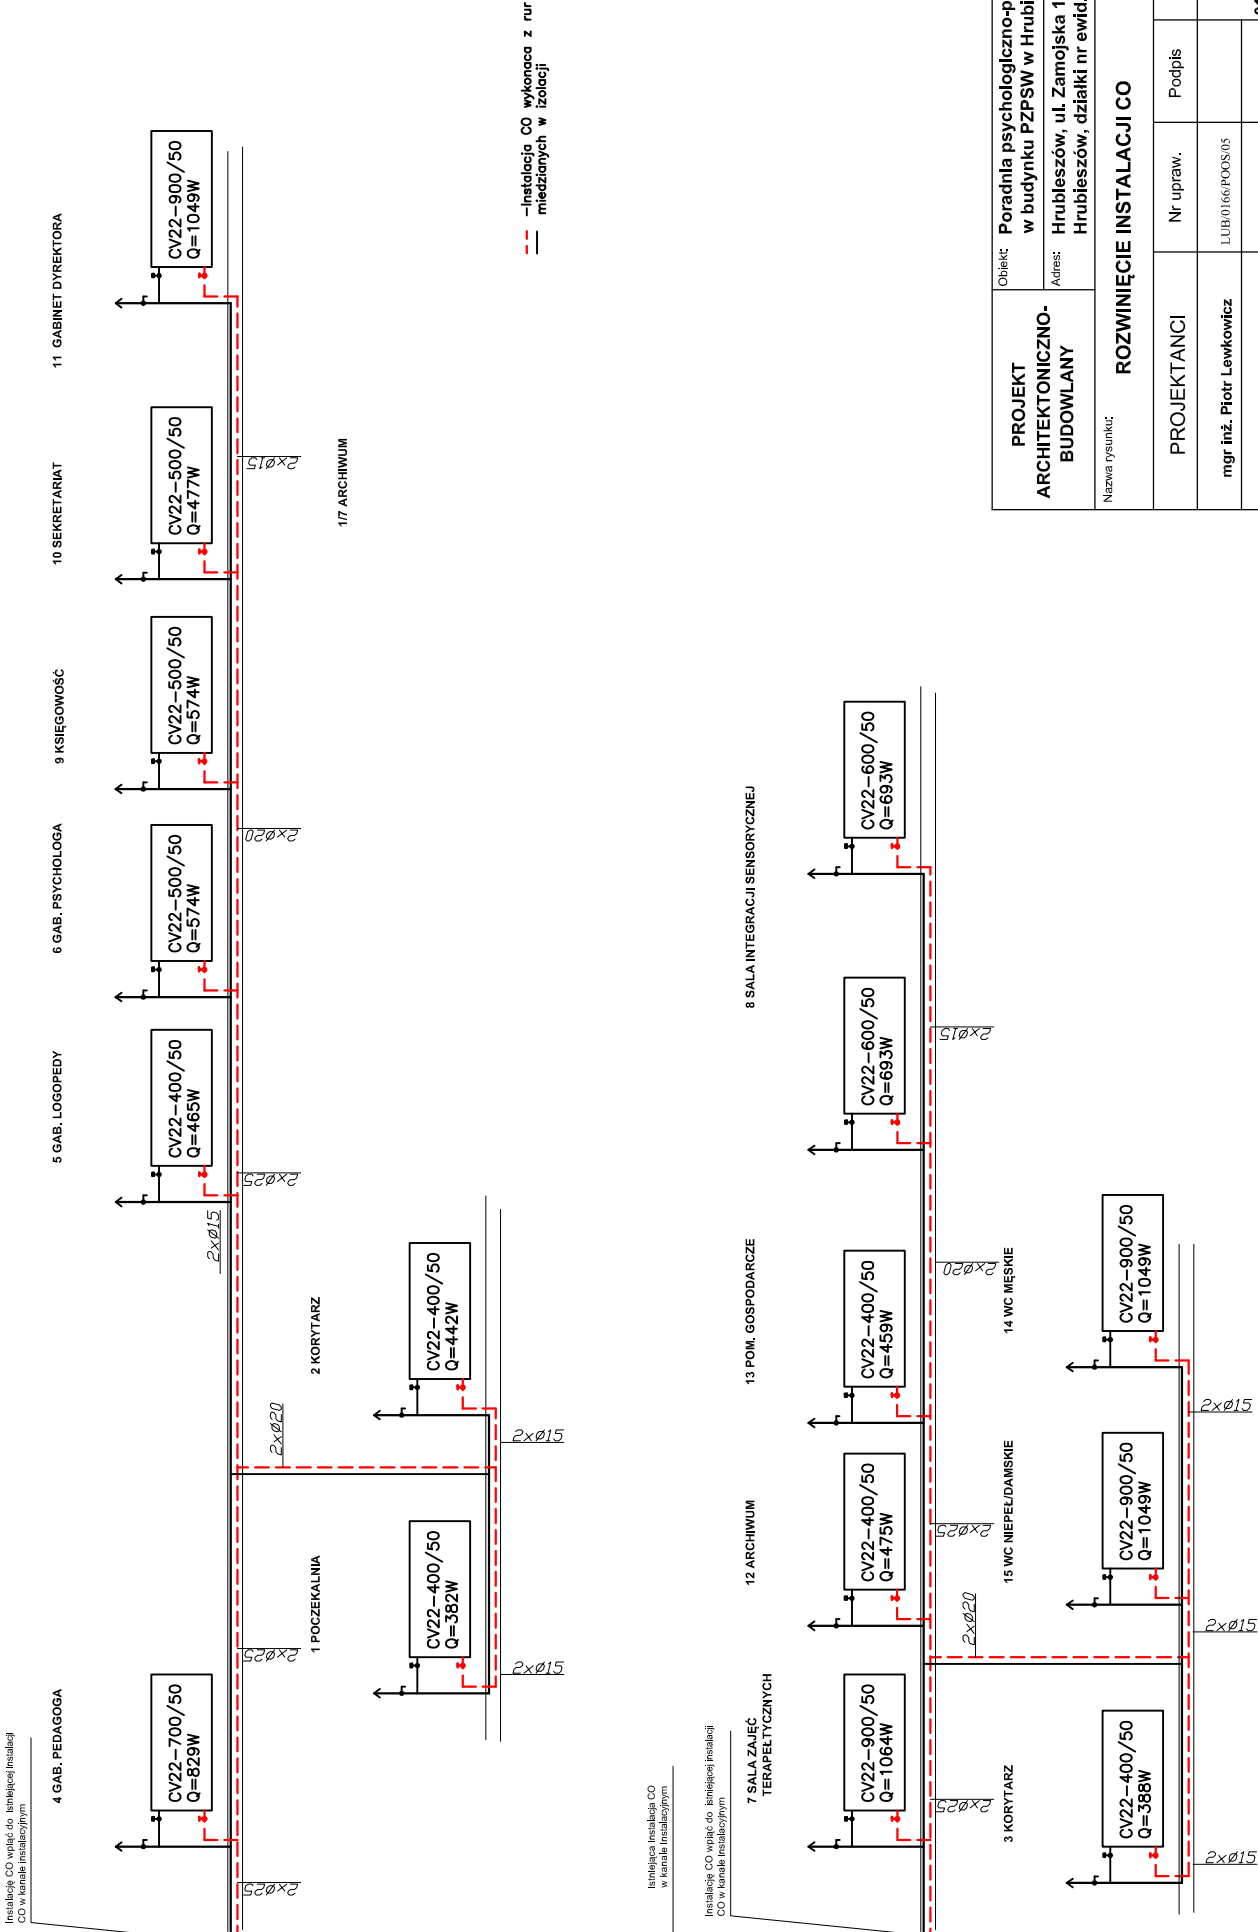 Instalację CO wpiąć do istniejącej instalacji
CO w kanale instalacyjnym
4 GAB. PEDAGOGA
CV22-700/50
Q=829W
2xø25
2xø25
1 POCZEKALNIA
CV22-400/50
Q=382W
2xø15
2xø20
2 KORYTARZ
CV22-400/50
Q=442W
2xø15
2xø15
5 GAB. LOGOPEDY
CV22-400/50
Q=465W
2xø25
6 GAB. PSYCHOLOGA
CV22-500/50
Q=574W
2xø20
9 KSIĘGOWOŚĆ
CV22-500/50
Q=574W
10 SEKRETARIAT
CV22-500/50
Q=477W
2xø15
1/7 ARCHIWUM
11 GABINET DYREKTORA
CV22-900/50
Q=1049W
-Instalacja CO wykonaca z rur
miedzianych w izolacji
Istniejąca Instalacja CO
w kanale Instalacyjnym
Instalację CO wpiąć do istniejącej instalacji
CO w kanale Instalacyjnym
7 SALA ZAJĘĆ
TERAPEŁTYCZNYCH
CV22-900/50
Q=1064W
2xø25
3 KORYTARZ
CV22-400/50
Q=388W
2xø15
12 ARCHIWUM
CV22-400/50
Q=475W
2xø25
2xø20
15 WC NIEPEŁ/DAMSKIE
CV22-900/50
Q=1049W
2xø15
13 POM. GOSPODARCZE
CV22-400/50
Q=459W
2xø20
14 WC MĘSKIE
CV22-900/50
Q=1049W
2xø15
8 SALA INTEGRACJI SENSORYCZNEJ
CV22-600/50
Q=693W
2xø15
CV22-600/50
Q=693W
PROJEKT
ARCHITEKTONICZNO-
BUDOWLANY
Obiekt: Poradnia psychologiczno-p
w budynku PZPSW w Hrubi
Adres: Hrubieszów, ul. Zamojska 1
Hrubieszów, działki nr ewid.
Nazwa rysunku:
ROZWINIĘCIE INSTALACJI CO
PROJEKTANCI Nr upraw. Podpis
mgr inż. Piotr Lewkowicz LUB/0166/POOS/05